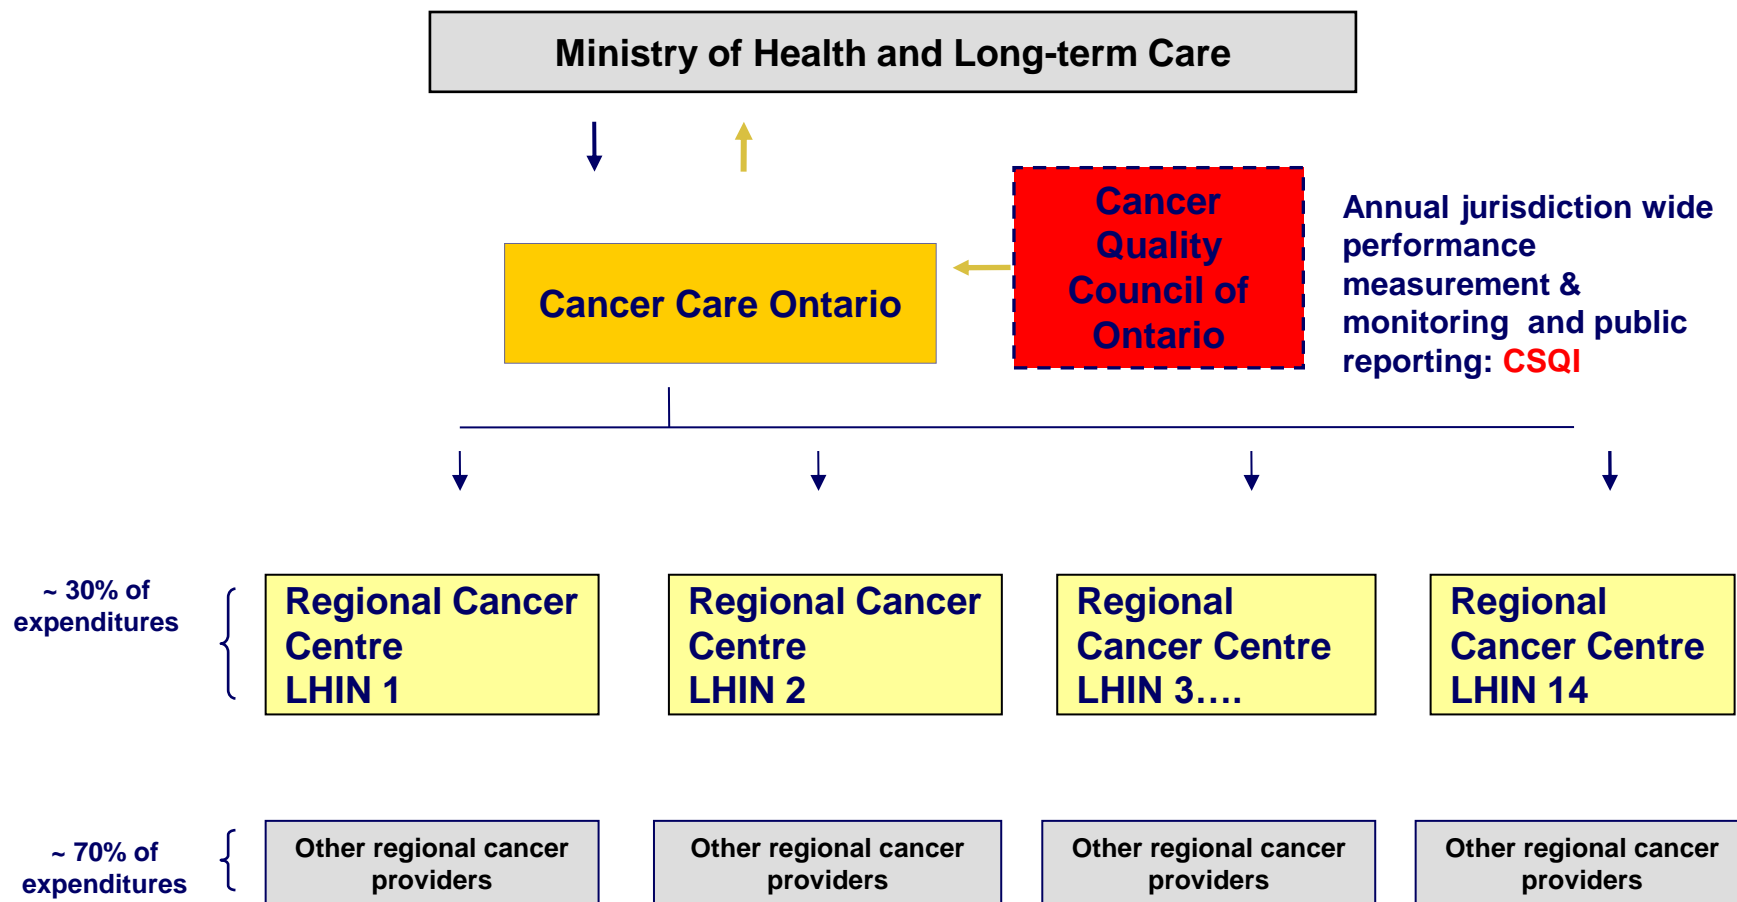 Ministry of Health and Long-term Care
Cancer
Quality
Council of
Ontario
Annual jurisdiction wide
performance
measurement &
monitoring and public
reporting: CSQI
Cancer Care Ontario
~ 30% of
expenditures
Regional Cancer
Centre
LHIN 1
Regional Cancer
Centre
LHIN 2
Regional
Cancer Centre
LHIN 3….
Regional
Cancer Centre
LHIN 14
~ 70% of
expenditures
Other regional cancer
providers
Other regional cancer
providers
Other regional cancer
providers
Other regional cancer
providers